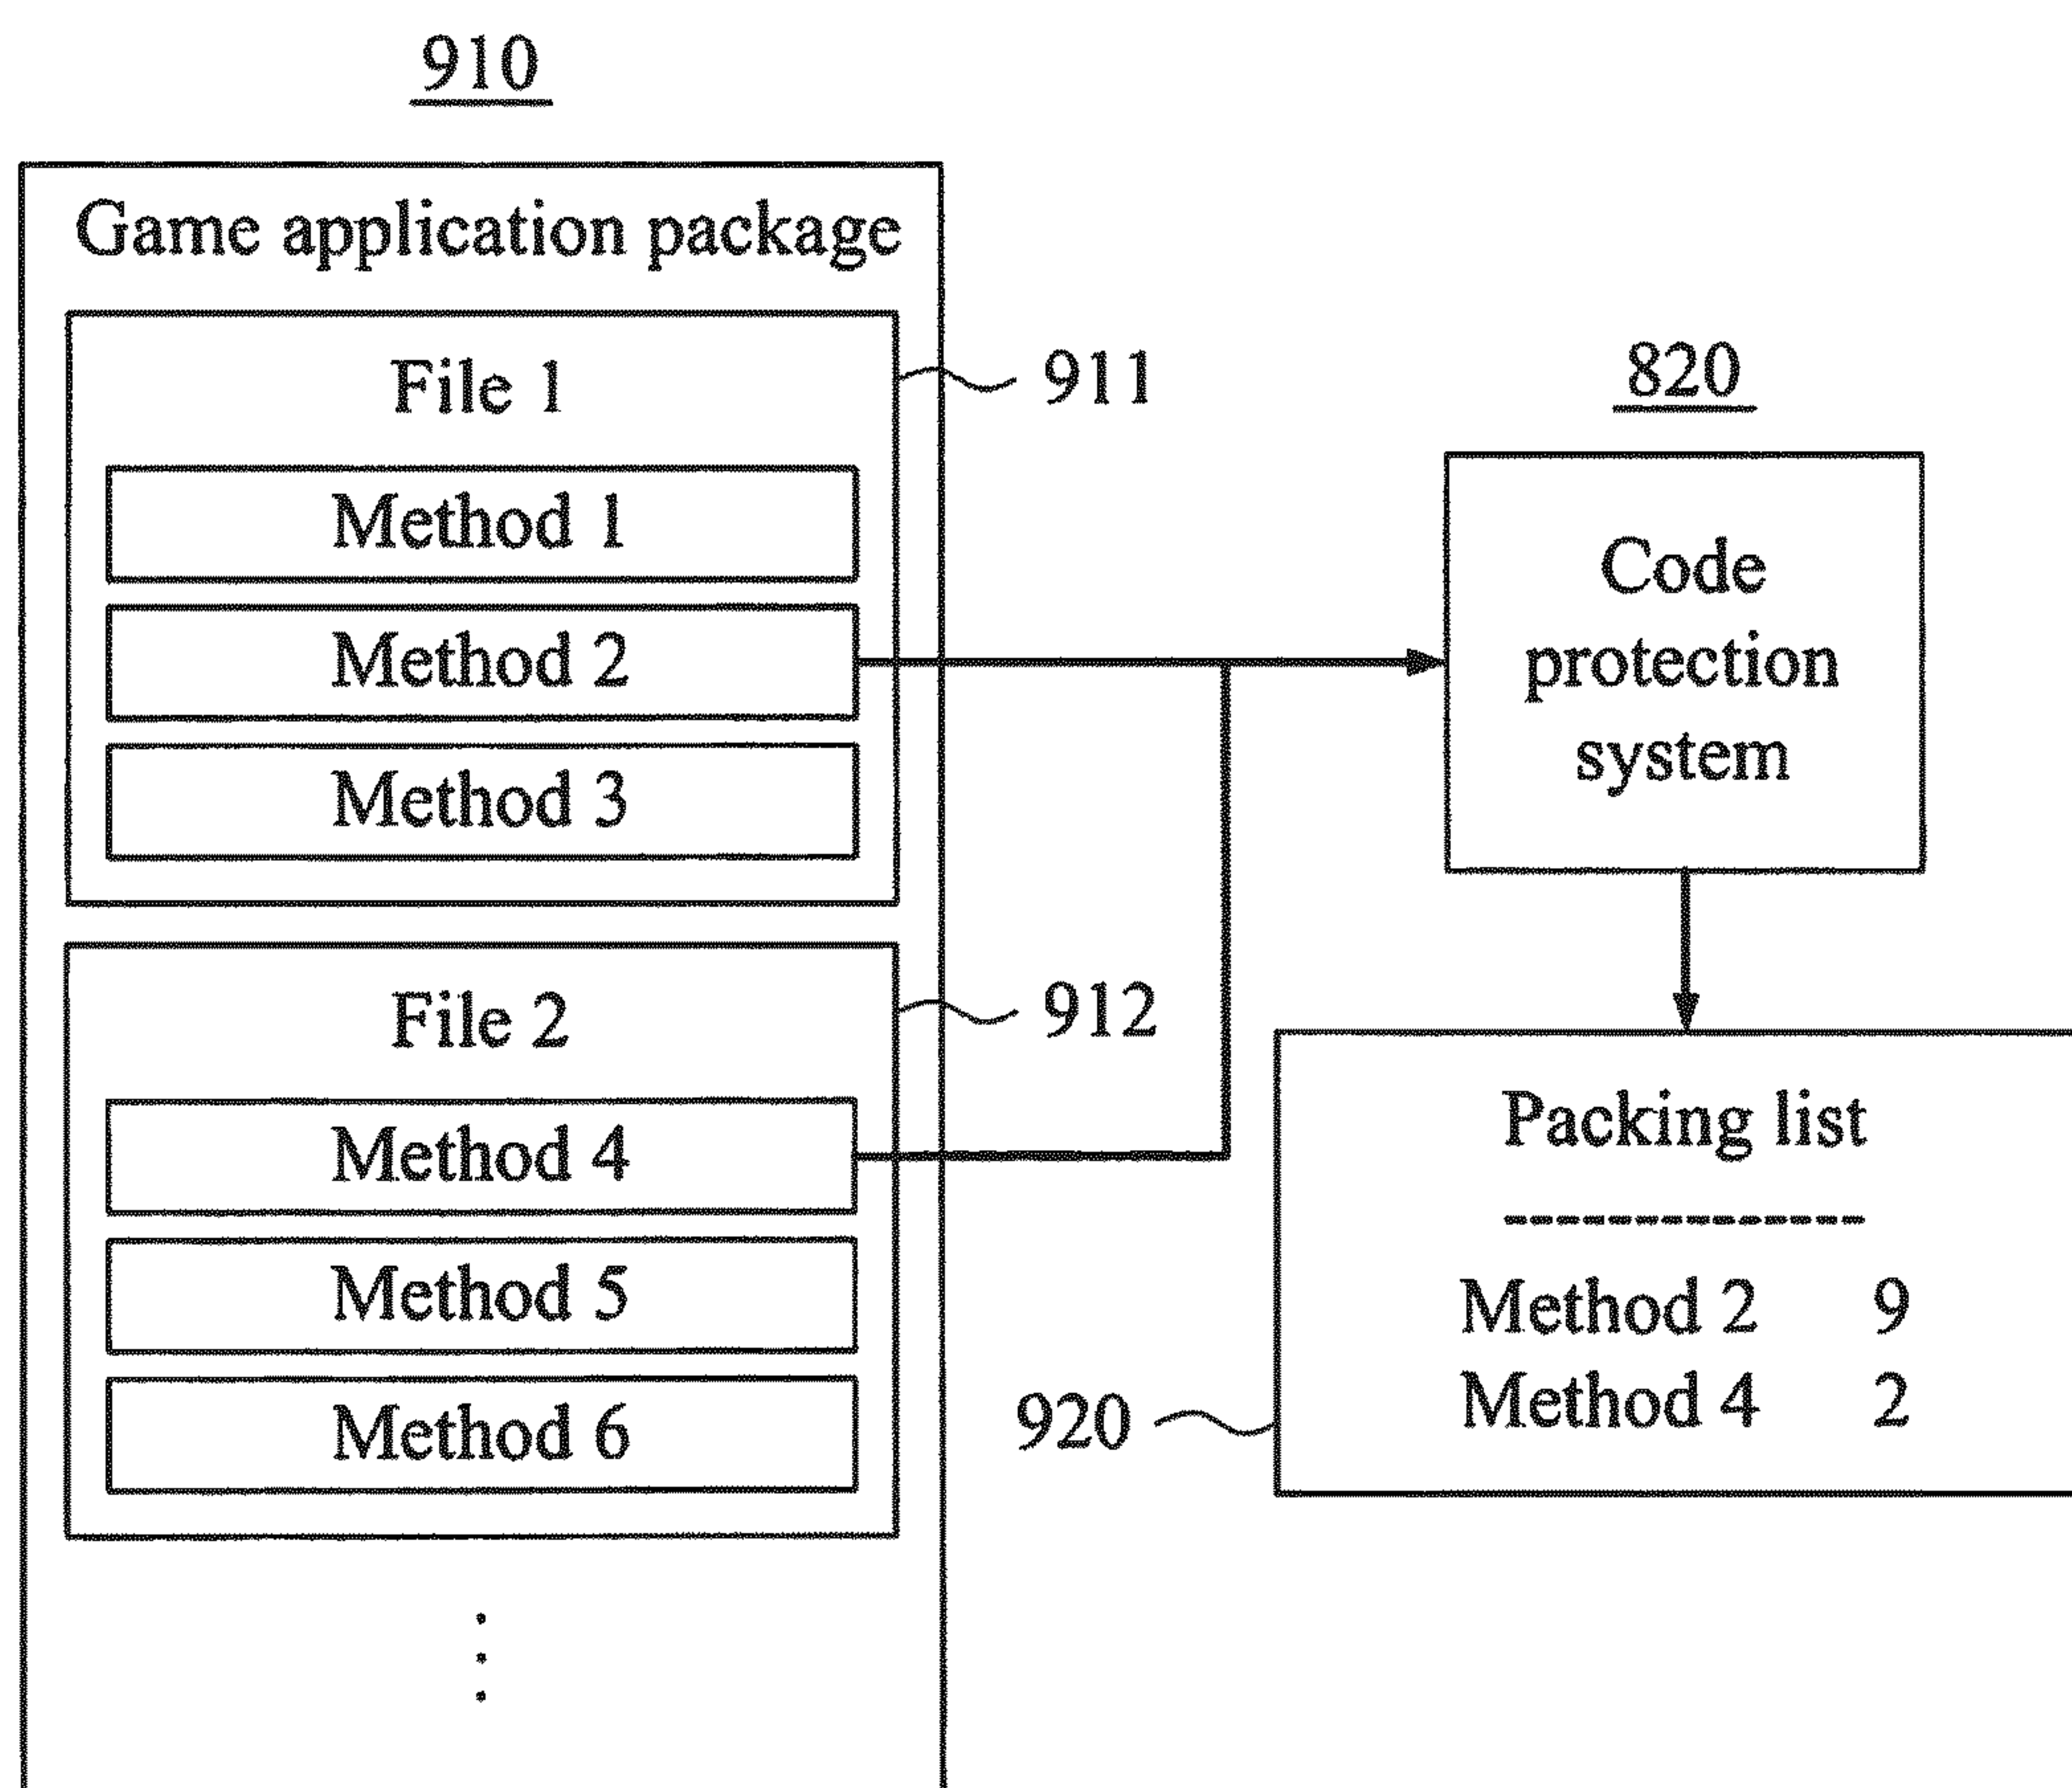 910
Game application package
File 1
911
Method 1
Method 2
Method 3
File 2
912
Method 4
Method 5
Method 6
820
Code
protection
system
Packing list
Method 2 9
Method 4 2
920